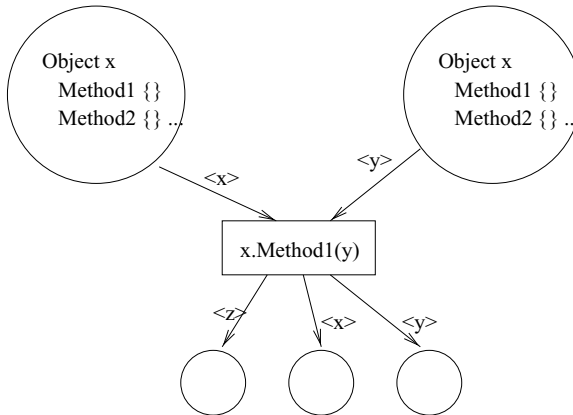 Object x
Method1 {}
Method2 {} ...
Object x
Method1 {}
Method2 {} ...
<x>
<y>
x.Method1(y)
<z>
<x>
<y>